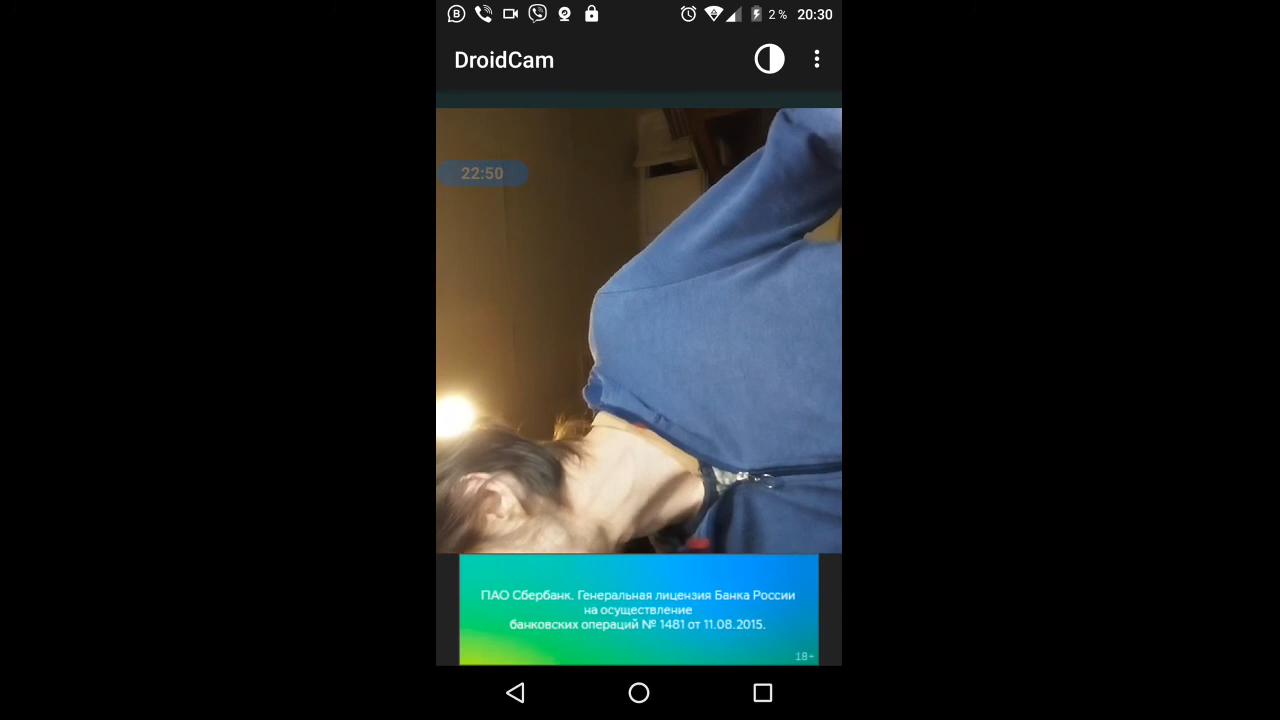 2 % 20:30
DroidCam
22:50
ПАО Сбербанк. Генеральная лицензия Банка России
на осуществление
банковских операций № 1481 от 11.08.2015.
18+